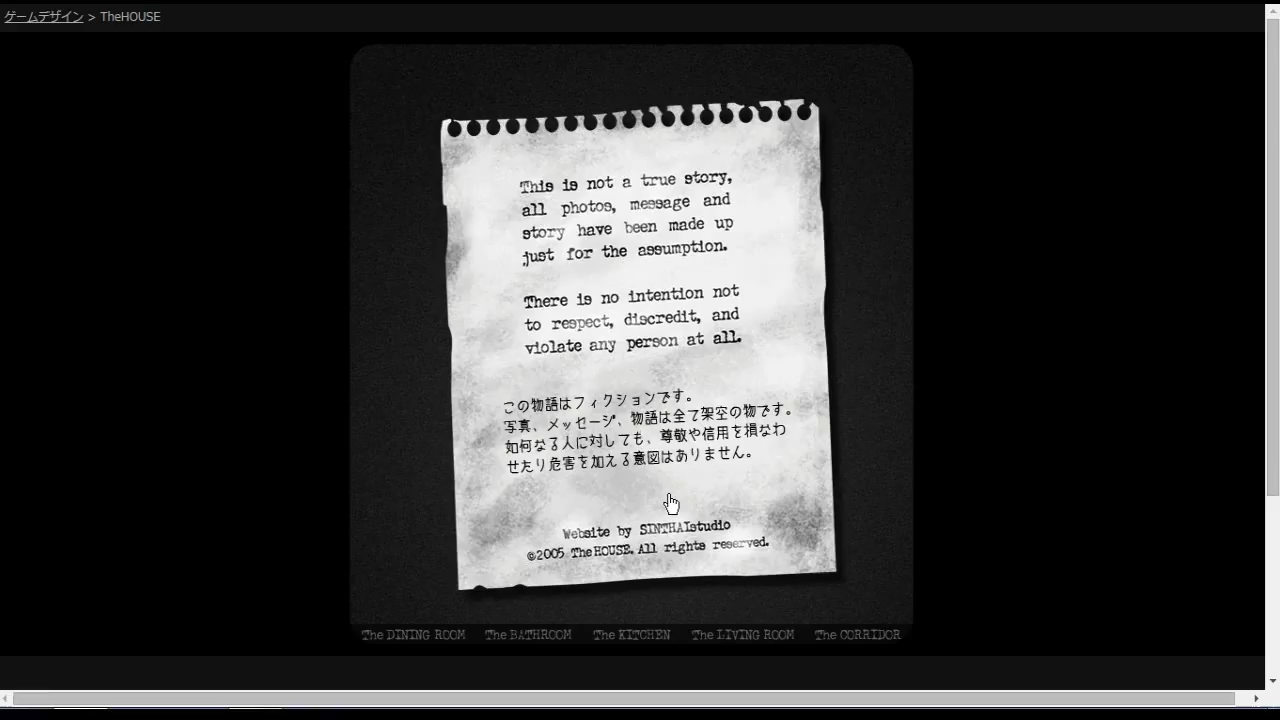 ゲームデザイン > TheHOUSE
This is not a true story,
all photos, message and
story have been made up
just for the assumption.
There is no intention not
to respect, discredit, and
violate any person at all.
この物語はフィクションです。
写真、メッセージ、物語は全て架空の物です。
如何なる人に対しても、尊敬や信用を損なわ
せたり危害を加える意図はありません。
Website by SINTHAIstudio
©2005 TheHOUSE. All rights reserved.
The DINING ROOM The BATHROOM The KITCHEN The LIVING ROOM The CORRIDOR